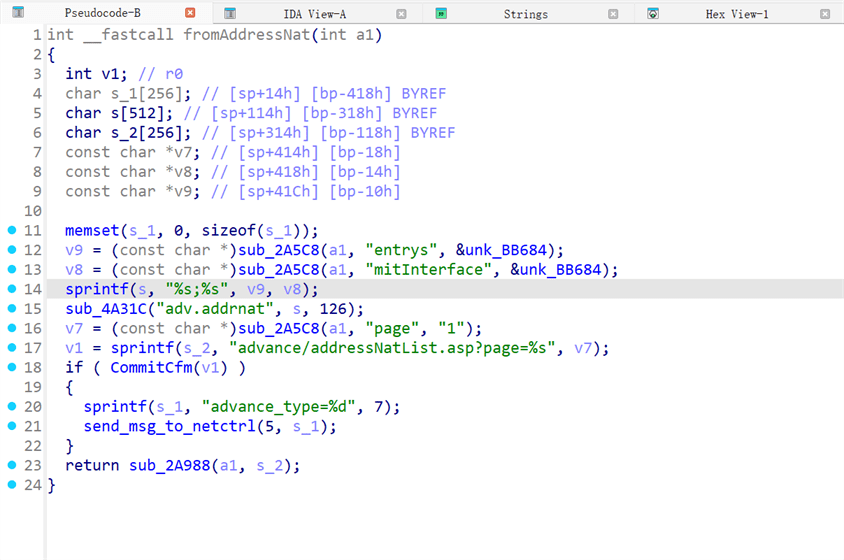 Pseudocode-B IDA View-A Strings Hex View-1
1 int __fastcall fromAddressNat(int a1)
2 {
3 int v1; // r0
4 char s_1[256]; // [sp+14h] [bp-418h] BYREF
5 char s[512]; // [sp+114h] [bp-318h] BYREF
6 char s_2[256]; // [sp+314h] [bp-118h] BYREF
7 const char *v7; // [sp+414h] [bp-18h]
8 const char *v8; // [sp+418h] [bp-14h]
9 const char *v9; // [sp+41Ch] [bp-10h]
10
11 memset(s_1, 0, sizeof(s_1));
12 v9 = (const char *)sub_2A5C8(a1, "entrys", &unk_BB684);
13 v8 = (const char *)sub_2A5C8(a1, "mitInterface", &unk_BB684);
14 sprintf(s, "%s;%s", v9, v8);
15 sub_4A31C("adv.addrnat", s, 126);
16 v7 = (const char *)sub_2A5C8(a1, "page", "1");
17 v1 = sprintf(s_2, "advance/addressNatList.asp?page=%s", v7);
18 if ( CommitCfm(v1) )
19 {
20 sprintf(s_1, "advance_type=%d", 7);
21 send_msg_to_netctrl(5, s_1);
22 }
23 return sub_2A988(a1, s_2);
24 }